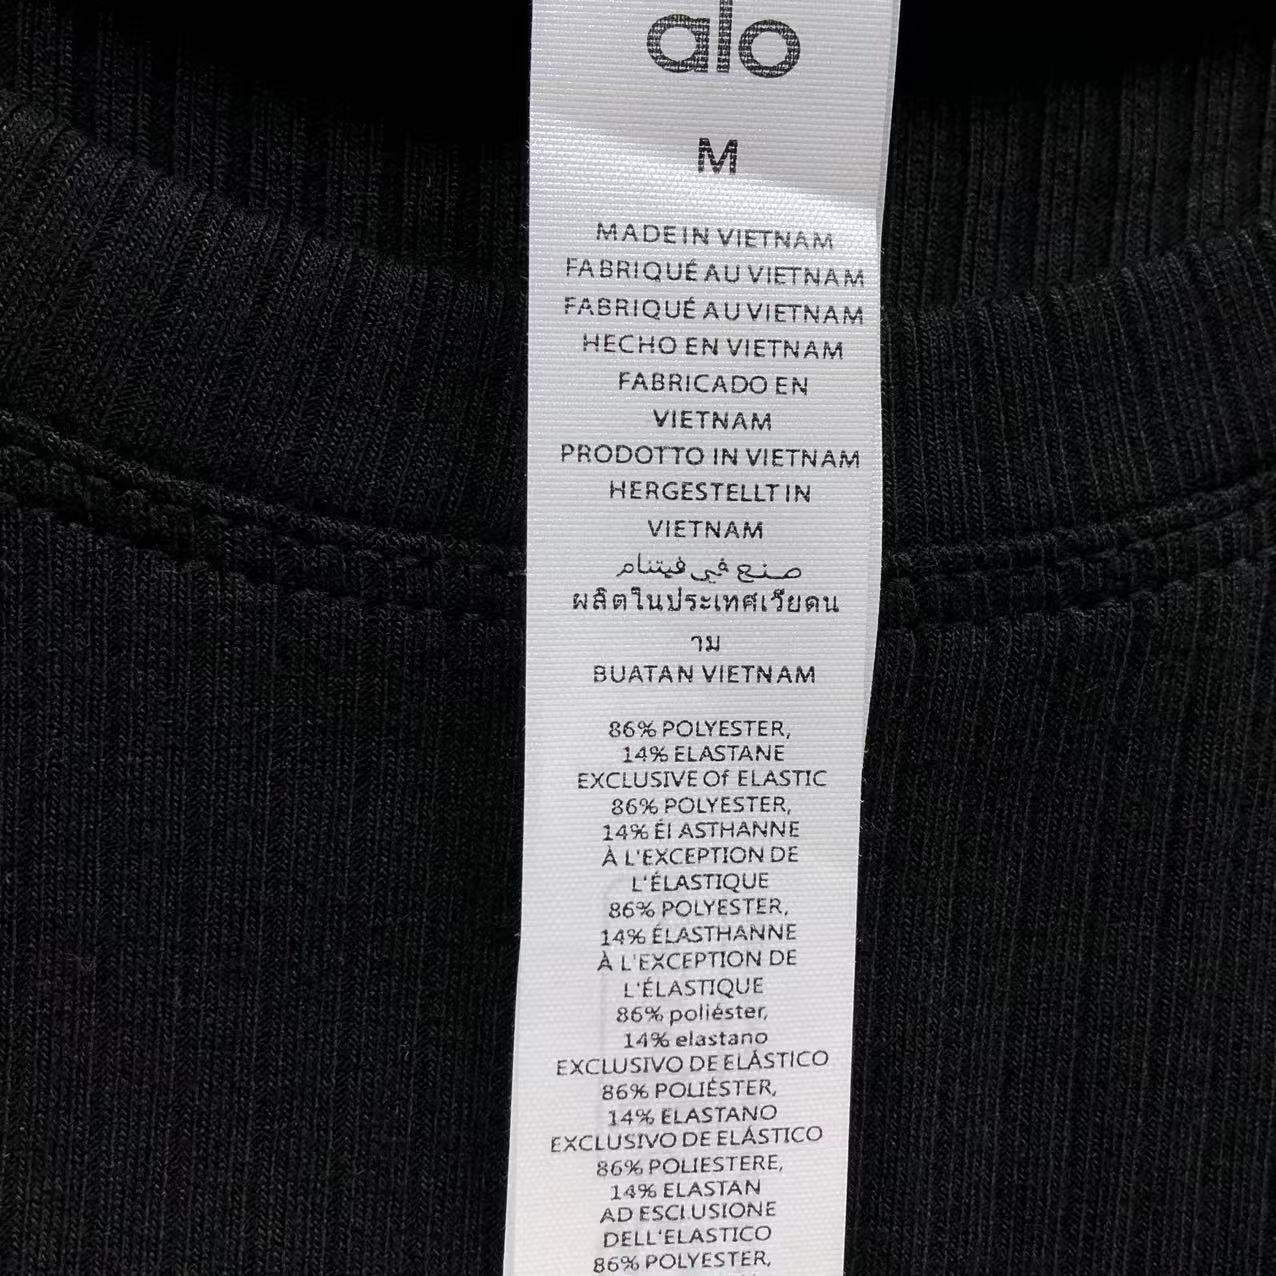 alo
M
MADE IN VIETNAM
FABRIQUÉ AU VIETNAM
FABRIQUÉ AU VIETNAM
HECHO EN VIETNAM
FABRICADO EN
VIETNAM
PRODOTTO IN VIETNAM
HERGESTELLT IN
VIETNAM
صنع في فيتنام
ผลิตในประเทศเวียดน
าม
BUATAN VIETNAM
86% POLYESTER,
14% ELASTANE
EXCLUSIVE Of ELASTIC
86% POLYESTER,
14% ÉI ASTHANNE
À L'EXCEPTION DE
L'ÉLASTIQUE
86% POLYESTER,
14% ÉLASTHANNE
À L'EXCEPTION DE
L'ÉLASTIQUE
86% poliéster,
14% elastano
EXCLUSIVO DE ELÁSTICO
86% POLIÉSTER,
14% ELASTANO
EXCLUSIVO DE ELÁSTICO
86% POLIESTERE,
14% ELASTAN
AD ESCLUSIONE
DELL'ELASTICO
86% POLYESTER,